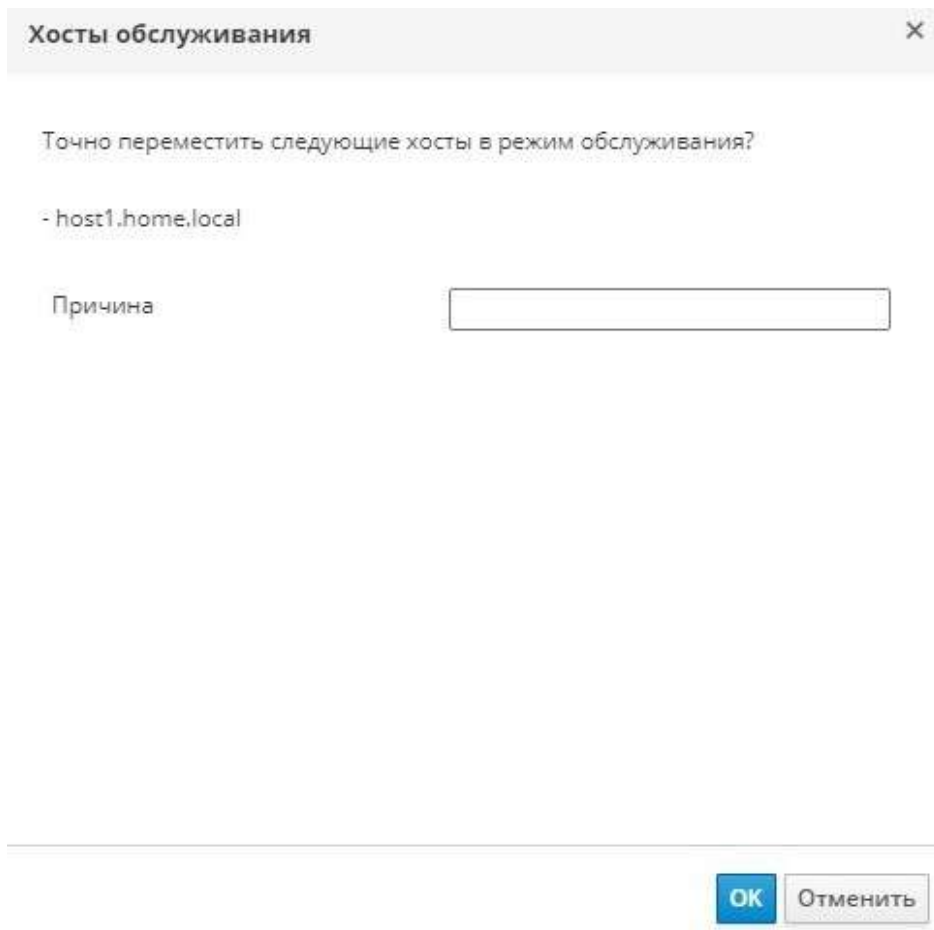 Хосты обслуживания
Точно переместить следующие хосты в режим обслуживания?
- host1.home.local
Причина
OK Отменить